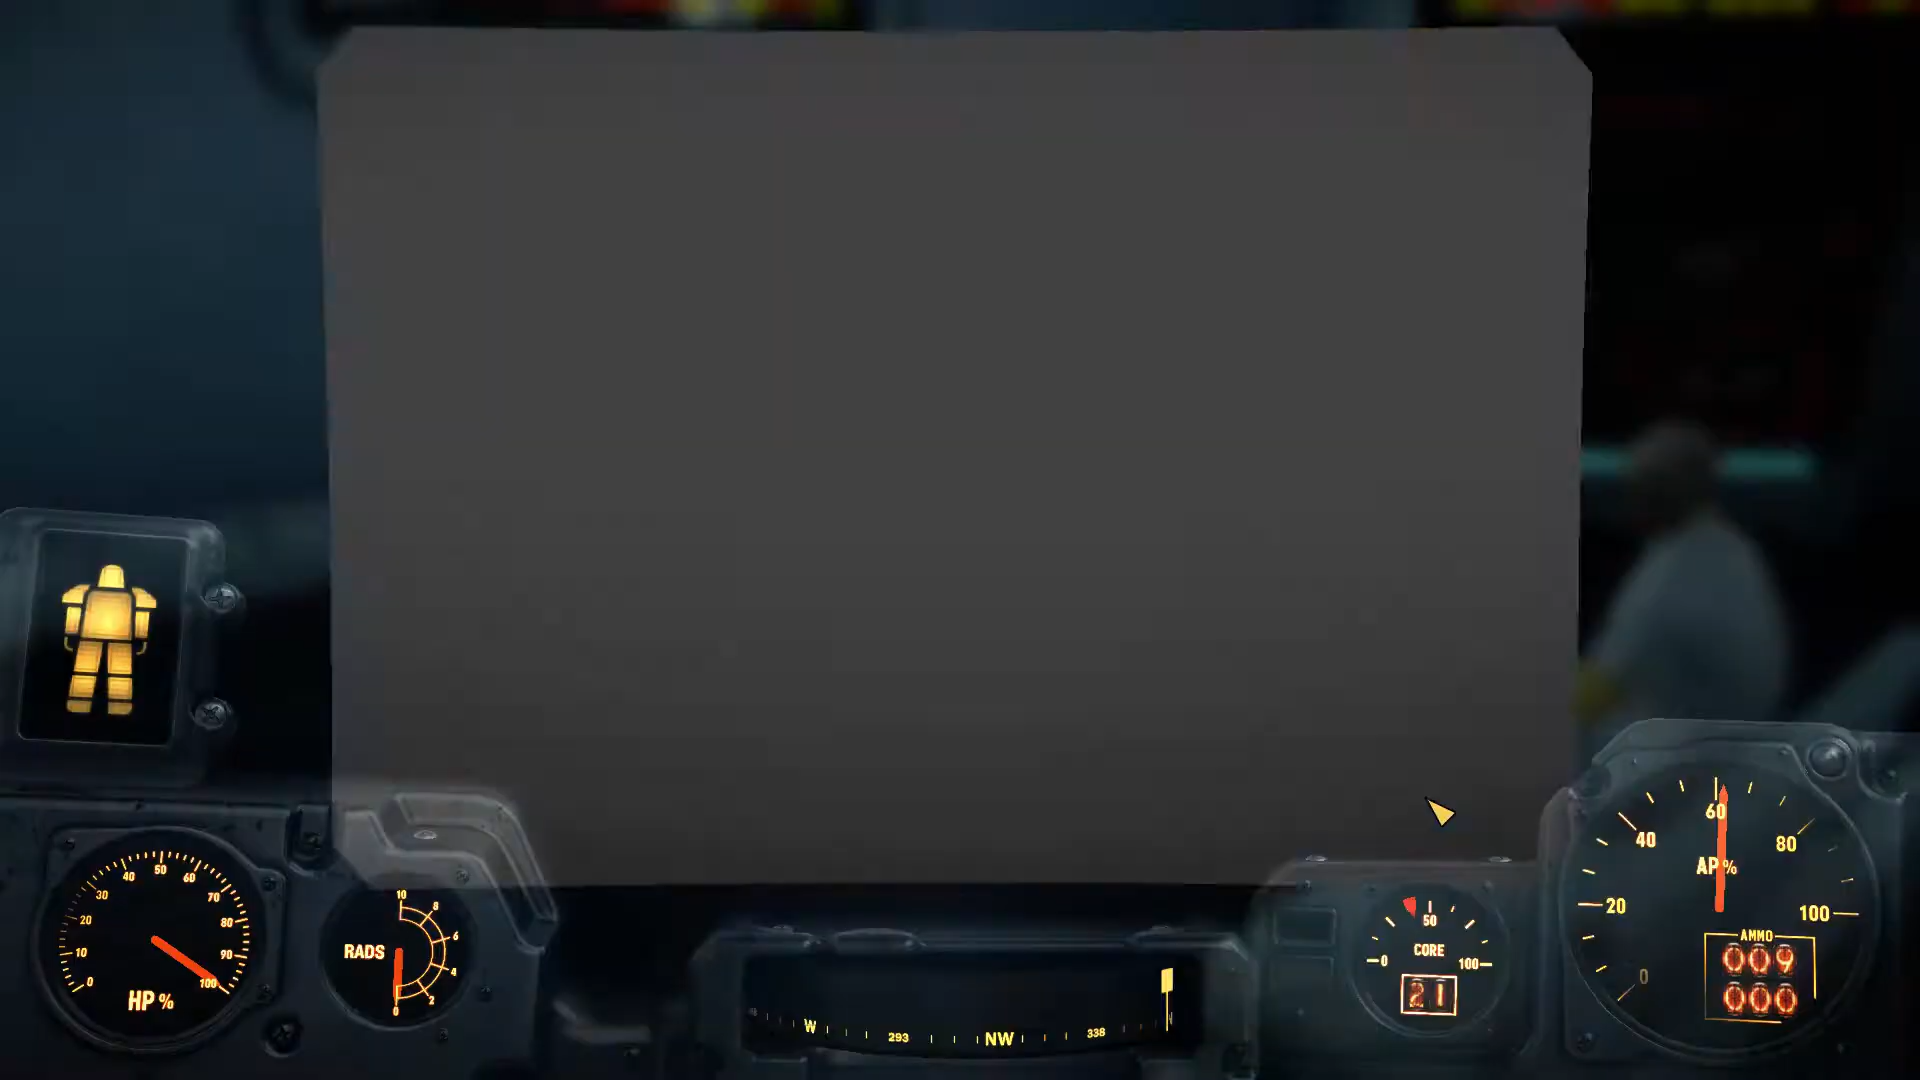 0 10 20 30 40 50 60 70 80 90 100
HP %
RADS
10 8 6 4 2 0
W 293 NW 338
50
CORE
0 100
21
0 20 40 60 80 100
AP %
AMMO
009
000